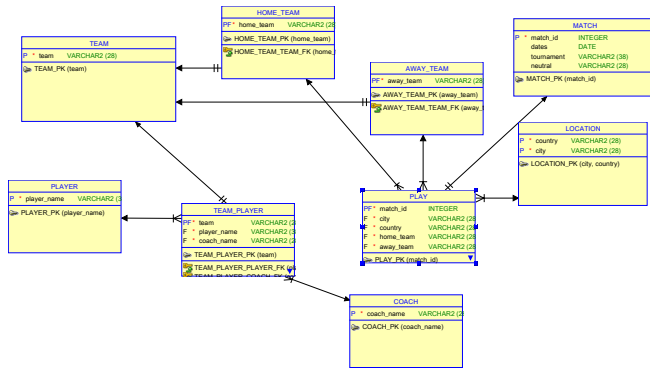 HOME_TEAM
PF* home_team VARCHAR2 (28
HOME_TEAM_PK (home_team)
HOME_TEAM_TEAM_FK (home_
MATCH
P * match_id INTEGER
dates DATE
tournament VARCHAR2 (38)
neutral VARCHAR2 (28)
MATCH_PK (match_id)
TEAM
P * team VARCHAR2 (28)
TEAM_PK (team)
AWAY_TEAM
PF* away_team VARCHAR2 (28
AWAY_TEAM_PK (away_team)
AWAY_TEAM_TEAM_FK (away_
LOCATION
P * country VARCHAR2 (28)
P * city VARCHAR2 (28)
LOCATION_PK (city, country)
PLAYER
P * player_name VARCHAR2 (3
PLAYER_PK (player_name)
TEAM_PLAYER
PF* team VARCHAR2 (2
F * player_name VARCHAR2 (3
F * coach_name VARCHAR2 (2
TEAM_PLAYER_PK (team)
TEAM_PLAYER_PLAYER_FK
TEAM_PLAYER_COACH_FK
PLAY
PF* match_id INTEGER
F * city VARCHAR2 (28
F * country VARCHAR2 (28
F * home_team VARCHAR2 (28
F * away_team VARCHAR2 (28
PLAY_PK (match_id)
COACH
P * coach_name VARCHAR2 (2
COACH_PK (coach_name)